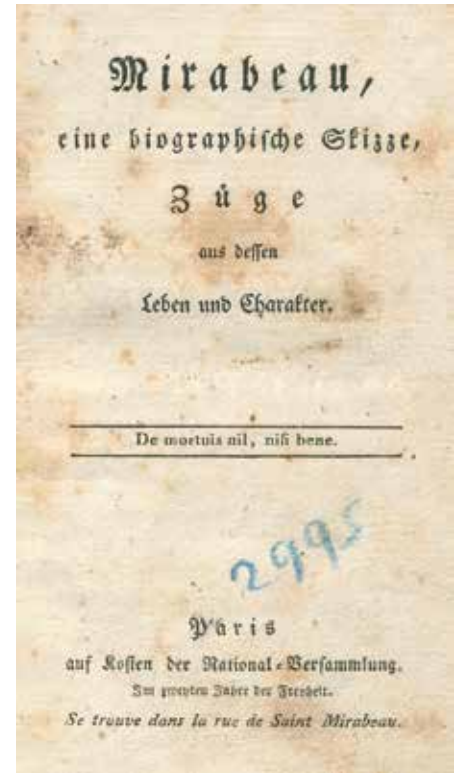 Mirabeau,
eine biographiſche Skizze,
Züge
aus deſſen
Leben und Charakter.
De mortuis nil, niſi bene.
2995
Paris
auf Koſten der National-Verſammlung.
Im zweyten Jahre der Freyheit.
Se trouve dans la rue de Saint Mirabeau.